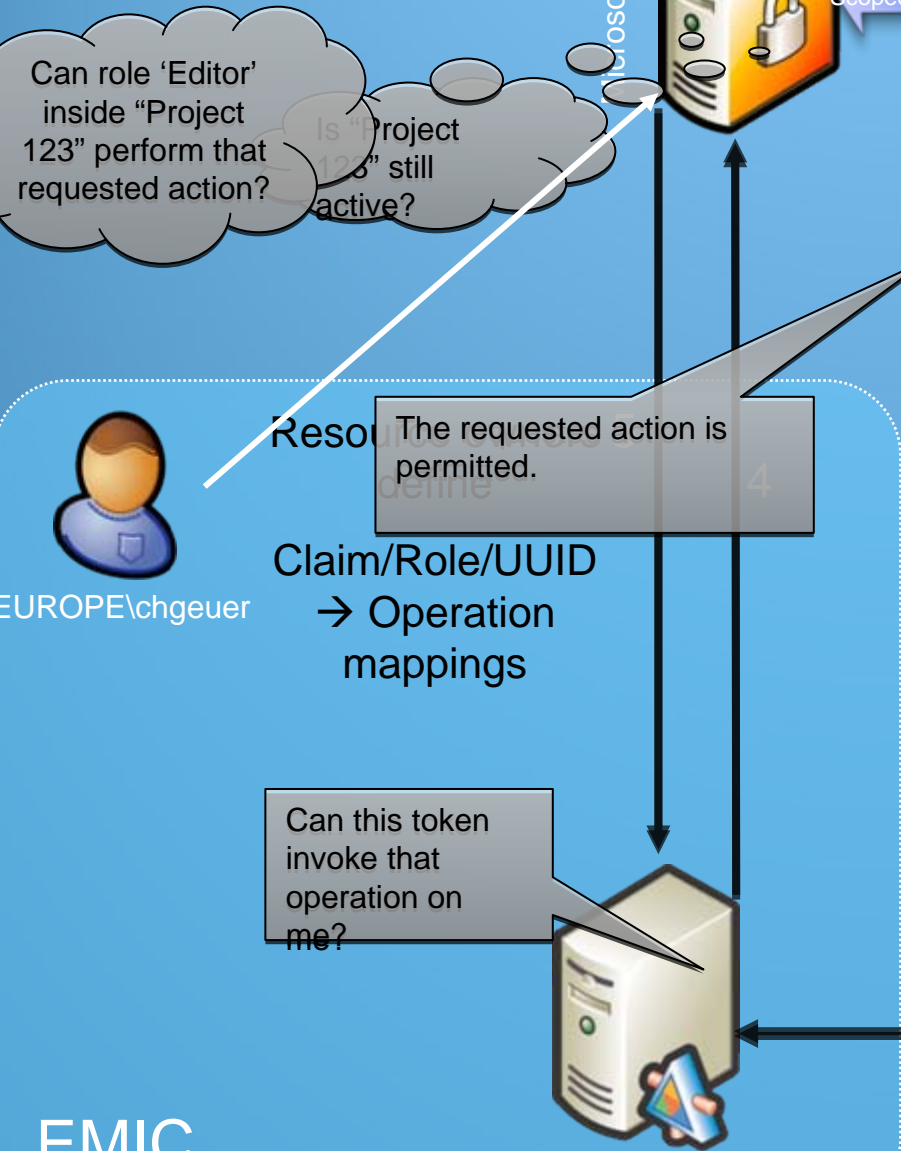 Can role ‘Editor’
inside “Project
123” perform that
requested action?
Is “Project
123” still
active?
The requested action is
permitted.
define
4
Claim/Role/UUID
→ Operation
mappings
EUROPE\chgeuer
Can this token
invoke that
operation on
me?
EMIC